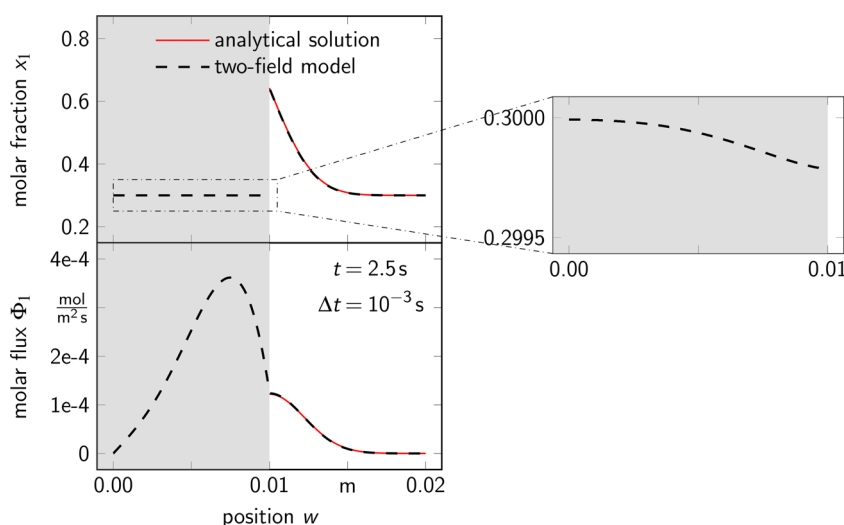 0.8
analytical solution
two-field model
0.6
0.4
0.2
molar fraction x₁
0.3000
0.2995
0.00 0.01
4e-4
t = 2.5 s
Δt = 10⁻³ s
mol
m² s
2e-4
1e-4
0
molar flux Φ₁
0.00 0.01 m 0.02
position w